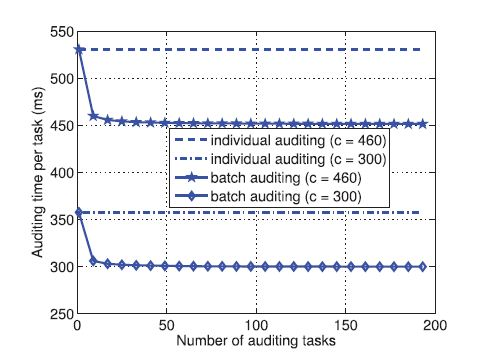 550
500
450
400
350
300
250
0
50
100
150
200
Auditing time per task (ms)
Number of auditing tasks
individual auditing (c = 460)
individual auditing (c = 300)
batch auditing (c = 460)
batch auditing (c = 300)